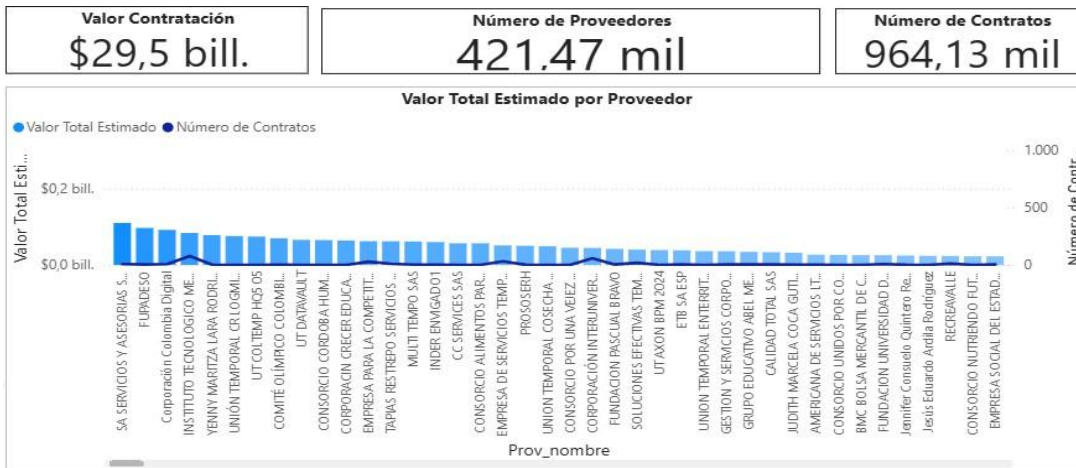 Valor Contratación
$29,5 bill.
Número de Proveedores
421,47 mil
Número de Contratos
964,13 mil
Valor Total Estimado por Proveedor
Valor Total Estimado
Número de Contratos
Valor Total Esti...
$0,2 bill.
$0,0 bill.
1.000
500
0
Número de Contr...
SA SERVICIOS Y ASESORIAS S...
FUPADESO
Corporación Colombia Digital
INSTITUTO TECNOLOGICO ME...
YENNY MARITZA LARA RODRI...
UNIÓN TEMPORAL CR LOGMI...
UT COLTEMP HQ5 05
COMITÉ OLÍMPICO COLOMBI...
UT DATAVAULT
CONSORCIO CORDOBA HUM...
CORPORACIN CRECER EDUCA...
EMPRESA PARA LA COMPETIT...
TAPIAS RESTREPO SERVICIOS ...
MULTI TEMPO SAS
INDER ENVIGADO1
CC SERVICES SAS
CONSORCIO ALIMENTOS PAR...
EMPRESA DE SERVICIOS TEMP...
PROSOSERH
UNION TEMPORAL COSECHA ...
CONSORCIO POR UNA VEJEZ ...
CORPORACIÓN INTERUNIVER...
FUNDACION PASCUAL BRAVO
SOLUCIONES EFECTIVAS TEM...
UT AXON BPM 2024
ETB SA ESP
UNION TEMPORAL ENTERRIT...
GESTION Y SERVICIOS CORPO...
GRUPO EDUCATIVO ABEL ME...
CALIDAD TOTAL SAS
JUDITH MARCELA COCA GUTI...
AMERICANA DE SERVICIOS LT...
CONSORCIO UNIDOS POR CO...
BMC BOLSA MERCANTIL DE C...
FUNDACION UNIVERSIDAD D...
Jennifer Consuelo Quintero Re...
Jesús Eduardo Ardila Rodríguez
RECREAVALLE
CONSORCIO NUTRIENDO FUT...
EMPRESA SOCIAL DEL ESTAD...
Prov_nombre